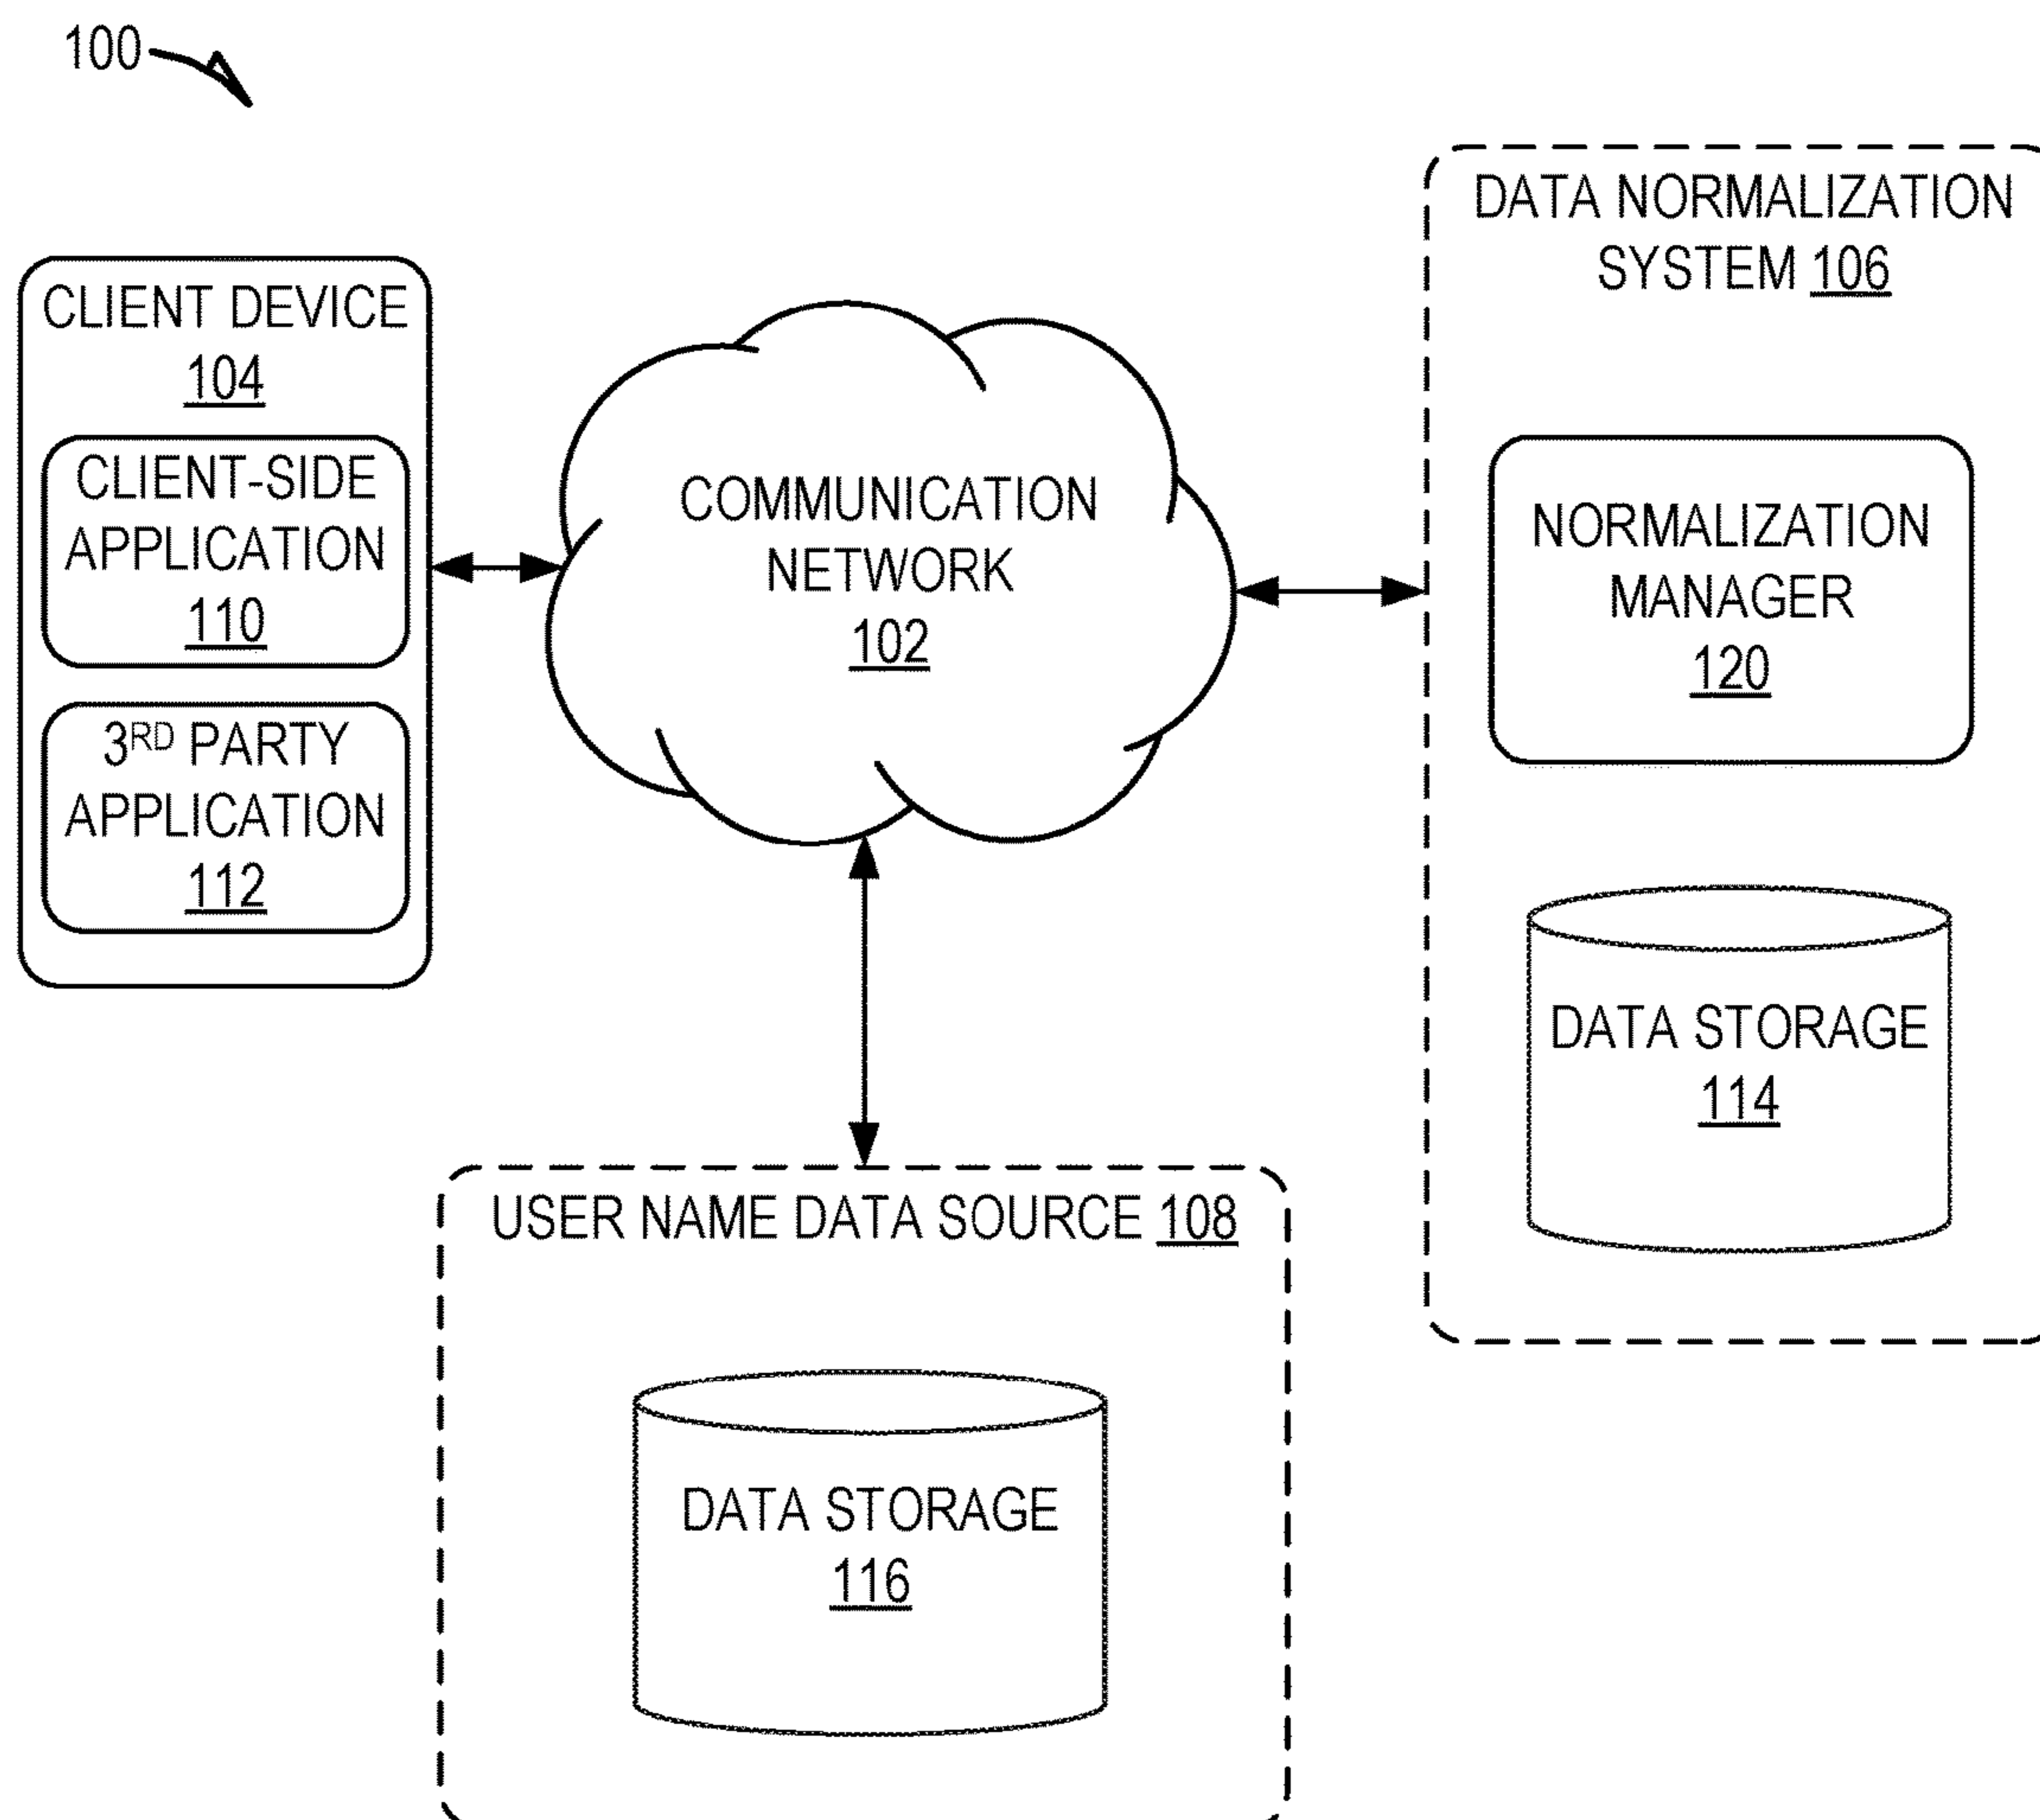 100
CLIENT DEVICE
104
CLIENT-SIDE
APPLICATION
110
3RD PARTY
APPLICATION
112
COMMUNICATION
NETWORK
102
DATA NORMALIZATION
SYSTEM 106
NORMALIZATION
MANAGER
120
DATA STORAGE
114
USER NAME DATA SOURCE 108
DATA STORAGE
116